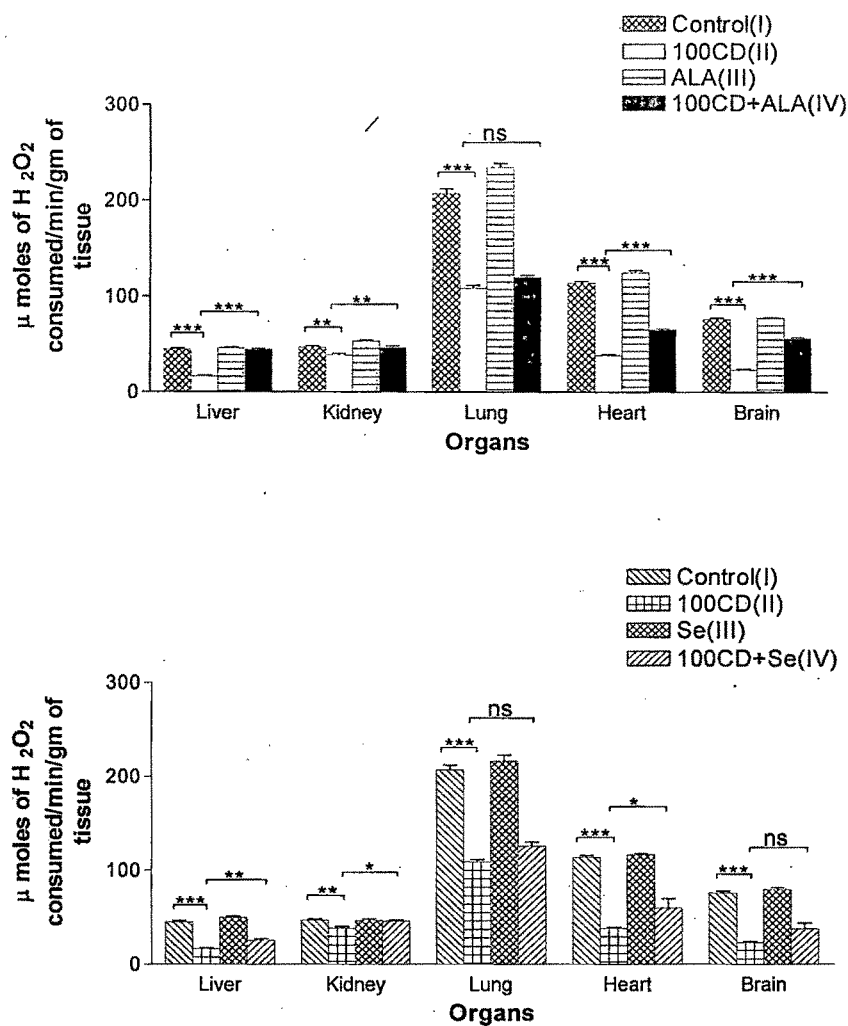 Control(I)
100CD(II)
ALA(III)
100CD+ALA(IV)
μ moles of H2O2
consumed/min/gm of
tissue
300
200
100
0
***
***
**
**
***
ns
***
***
***
***
Liver
Kidney
Lung
Heart
Brain
Organs
Control(I)
100CD(II)
Se(III)
100CD+Se(IV)
μ moles of H2O2
consumed/min/gm of
tissue
300
200
100
0
***
**
**
*
***
ns
***
*
***
ns
Liver
Kidney
Lung
Heart
Brain
Organs